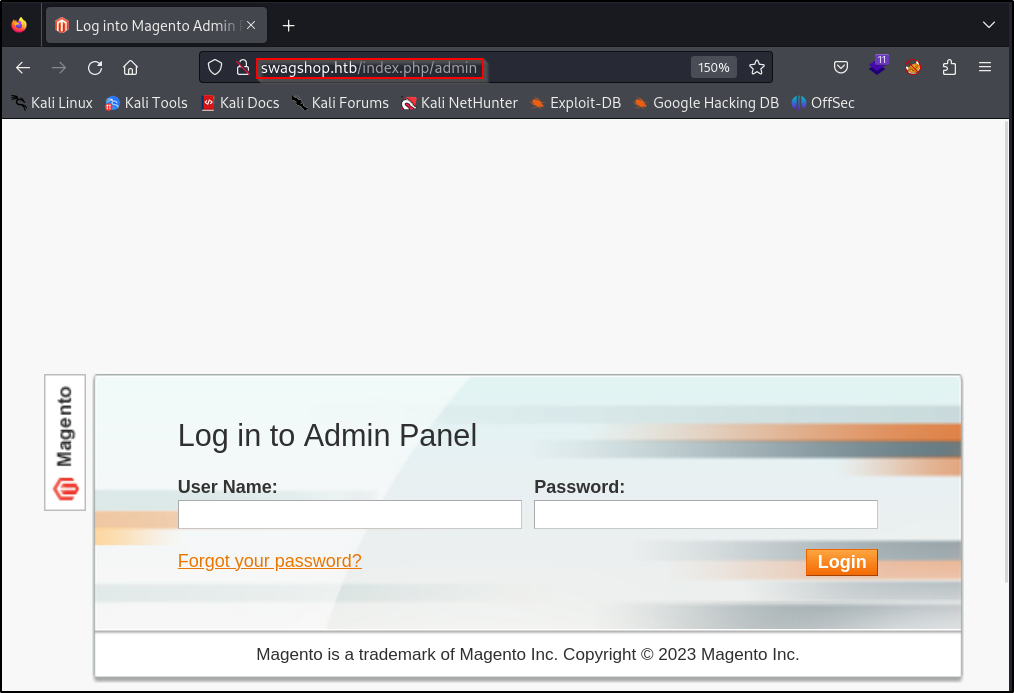 Log into Magento Admin
swagshop.htb/index.php/admin
150%
11
Kali Linux
Kali Tools
Kali Docs
Kali Forums
Kali NetHunter
Exploit-DB
Google Hacking DB
OffSec
Magento
Log in to Admin Panel
User Name:
Password:
Forgot your password?
Login
Magento is a trademark of Magento Inc. Copyright © 2023 Magento Inc.